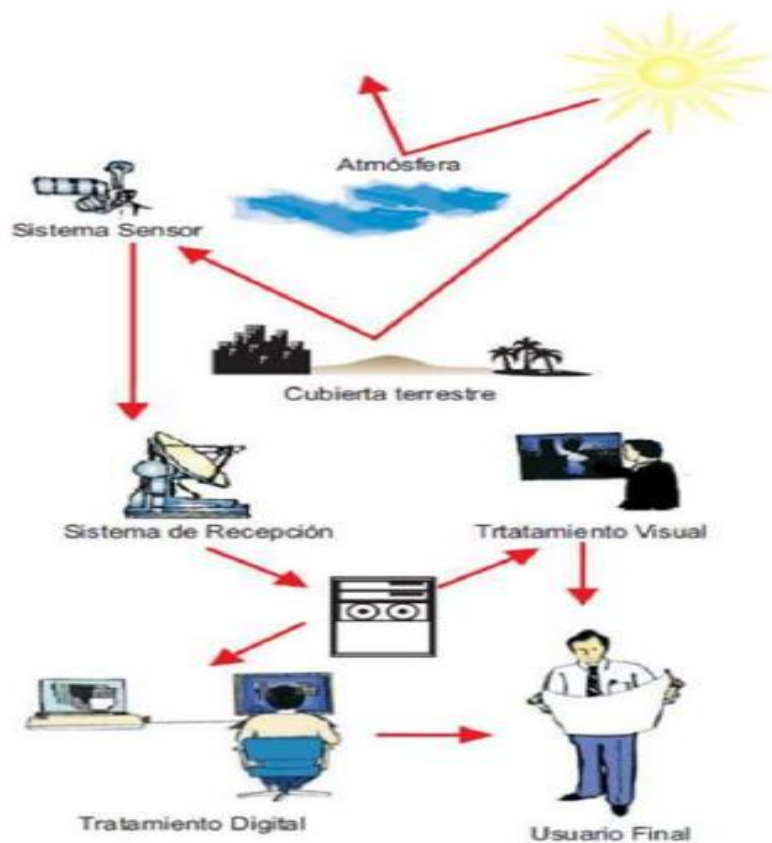 Atmósfera
Sistema Sensor
Cubierta terrestre
Sistema de Recepción
Trtatamiento Visual
Tratamiento Digital
Usuario Final